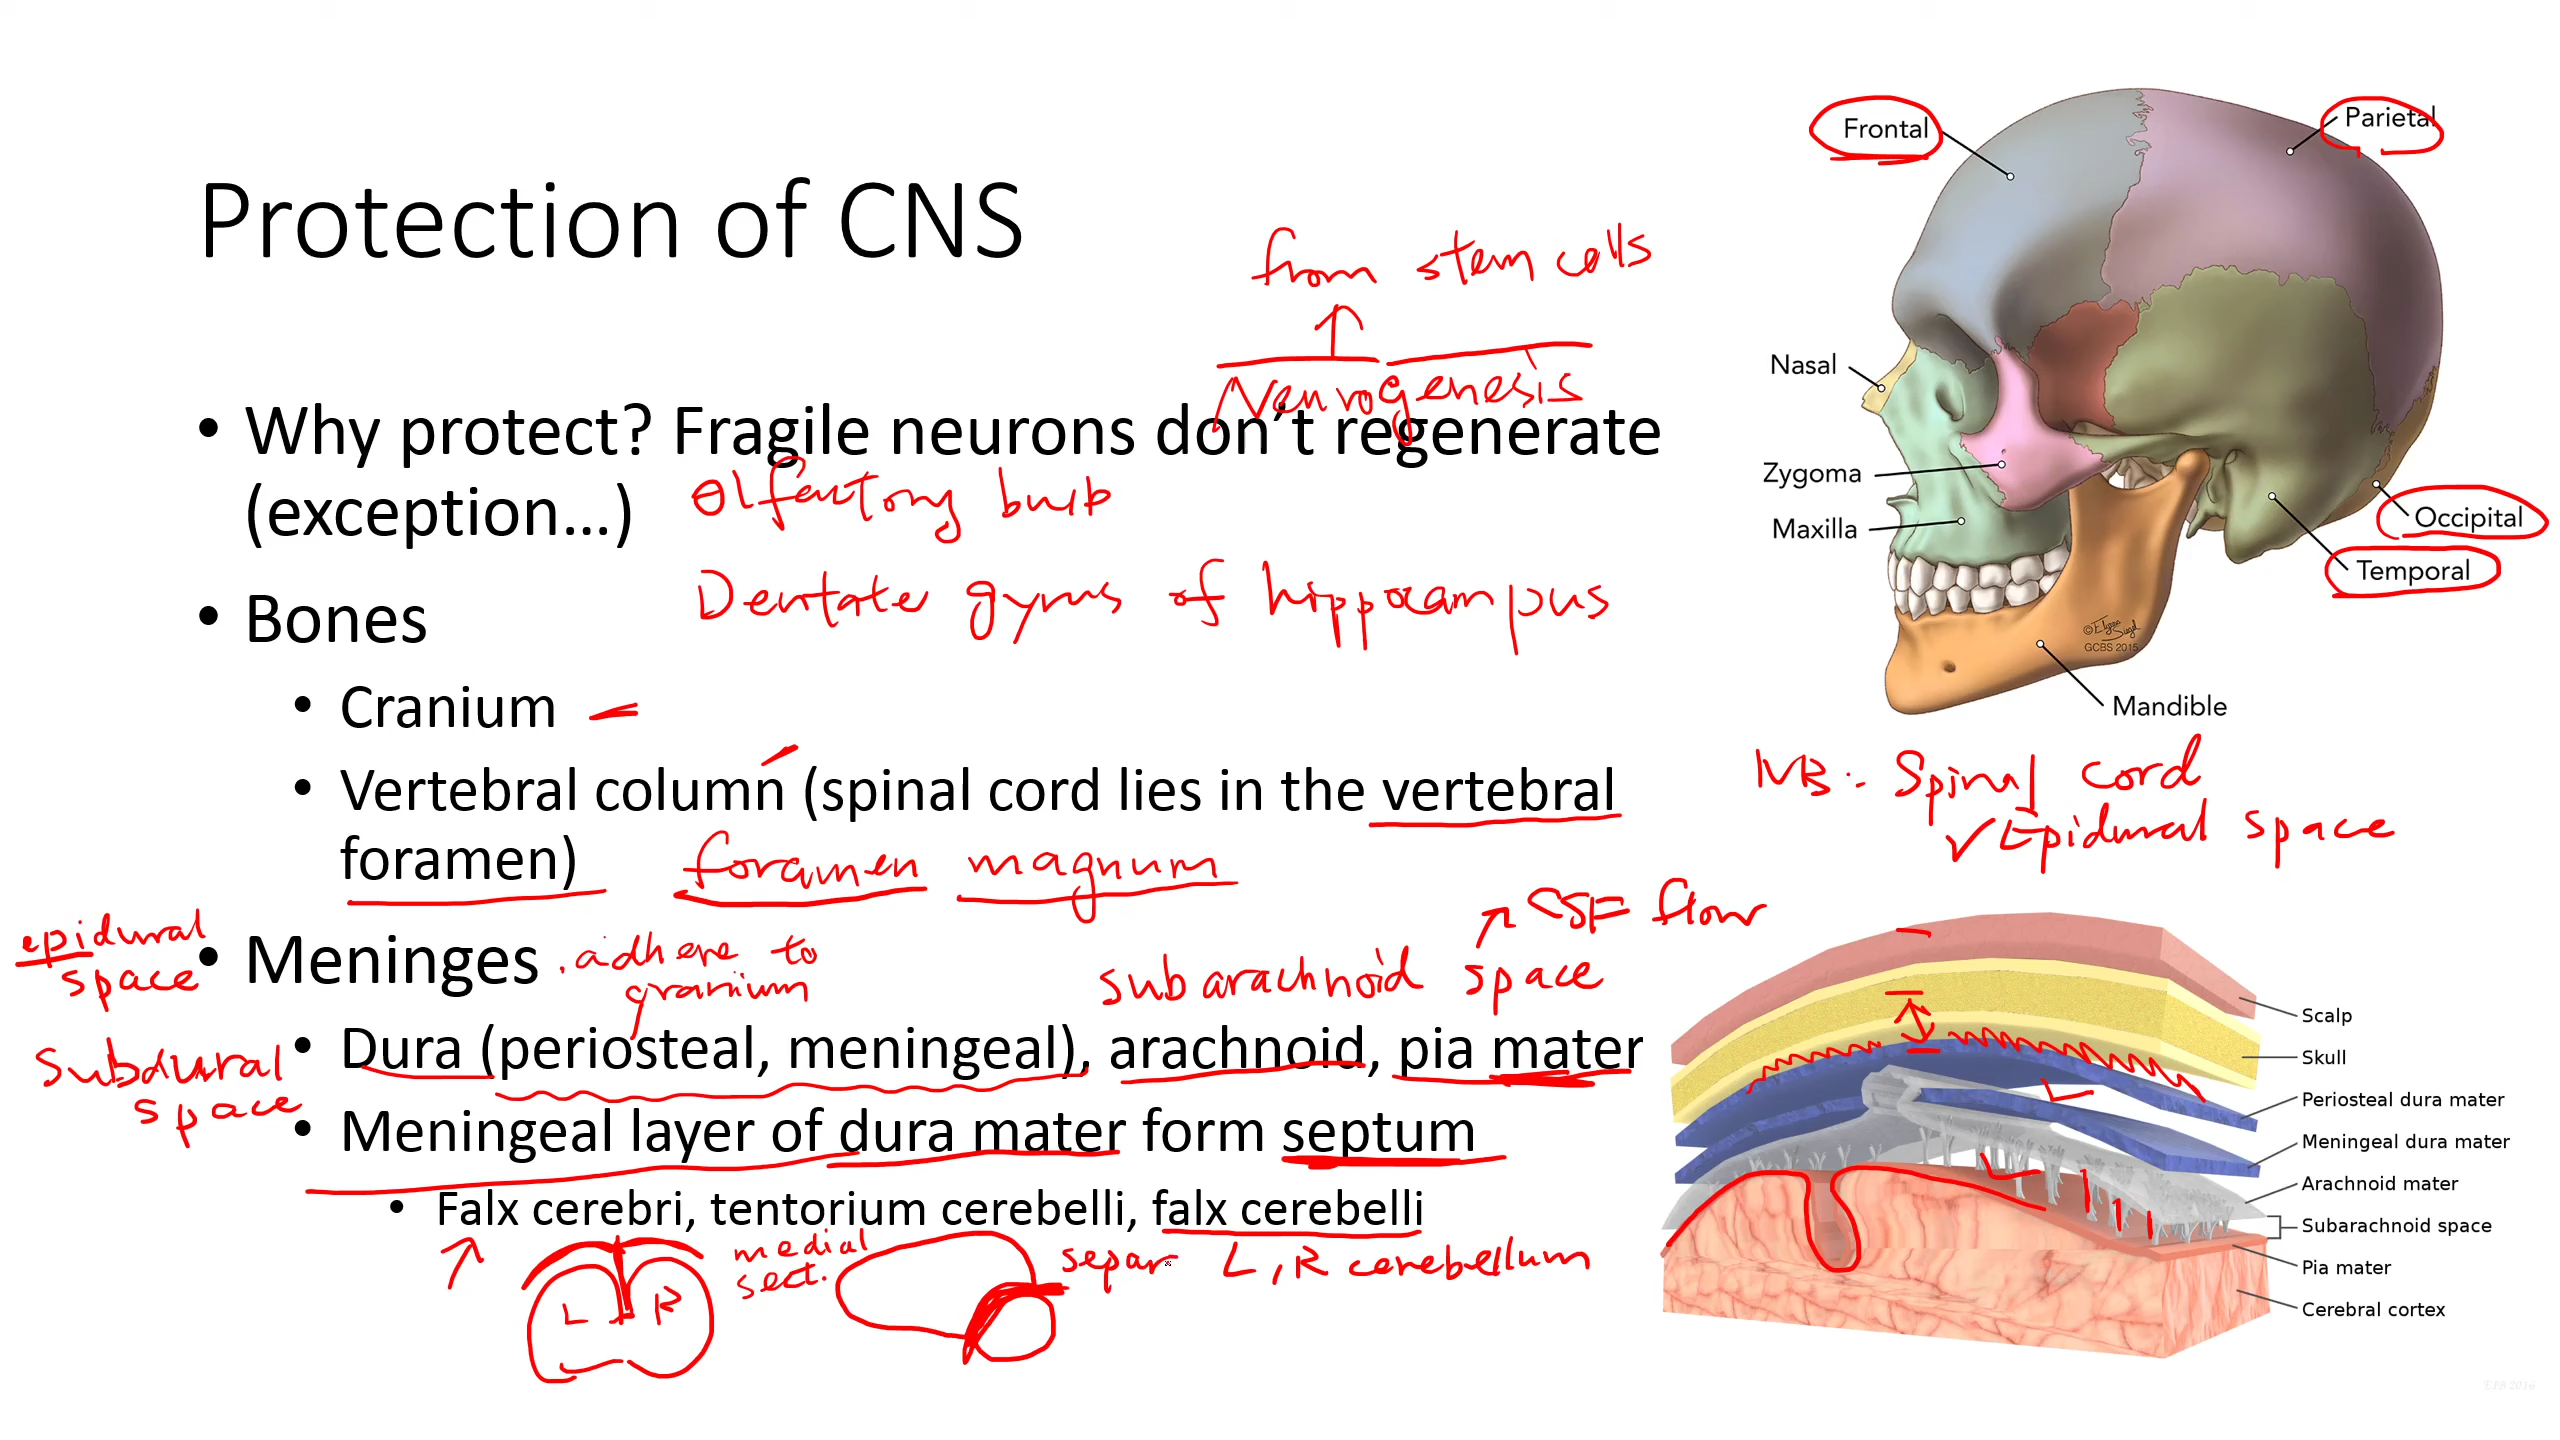 Protection of CNS
from stem cells
Neurogenesis
• Why protect? Fragile neurons don't regenerate
(exception…)
Olfactory bulb
Dentate gyrus of hippocampus
• Bones
• Cranium
• Vertebral column (spinal cord lies in the vertebral
foramen)
foramen magnum
epidural
space
• Meninges
adhere to
cranium
CSF flow
subarachnoid space
subdural
space
• Dura (periosteal, meningeal), arachnoid, pia mater
• Meningeal layer of dura mater form septum
• Falx cerebri, tentorium cerebelli, falx cerebelli
L R
medial
sect.
separ L, R cerebellum
Frontal
Parietal
Nasal
Zygoma
Maxilla
Occipital
Temporal
Mandible
GCBS 2015
NB: Spinal cord
✓ Epidural space
Scalp
Skull
Periosteal dura mater
Meningeal dura mater
Arachnoid mater
Subarachnoid space
Pia mater
Cerebral cortex